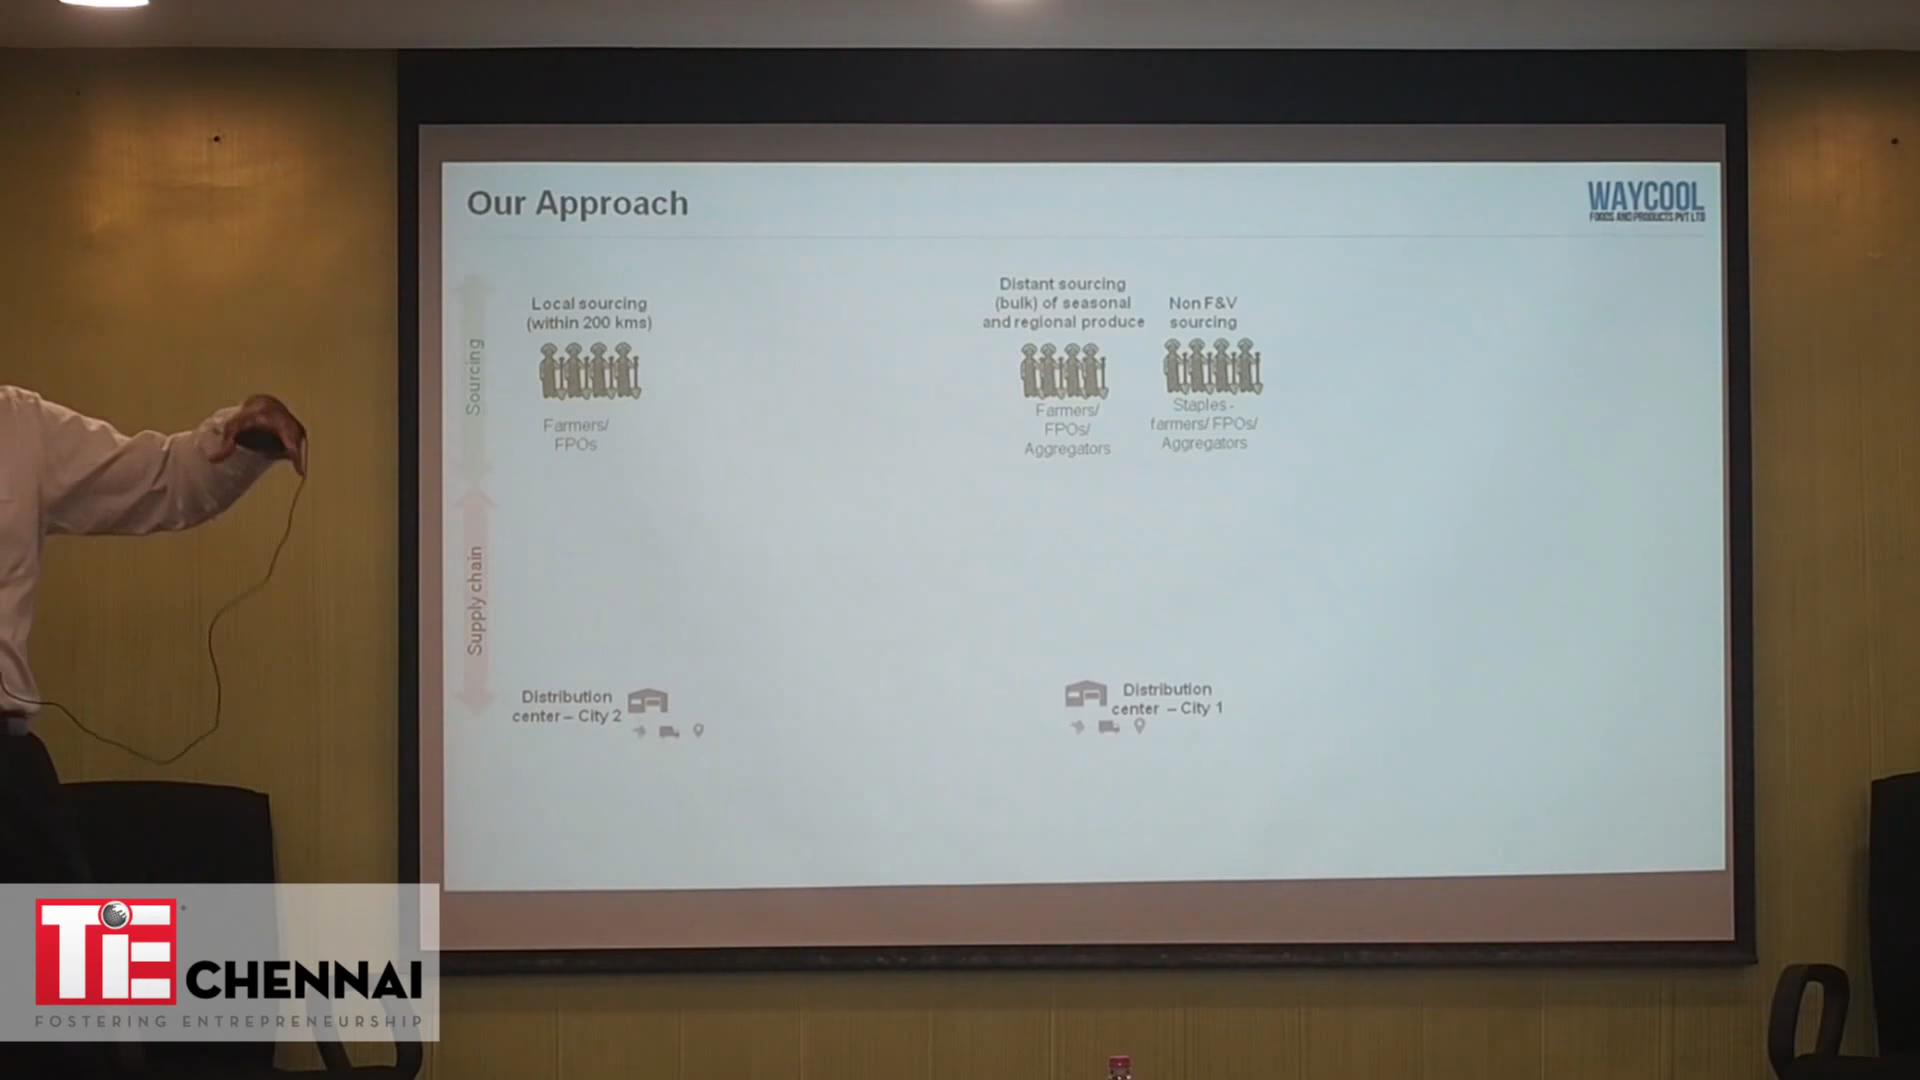 Our Approach
WAYCOOL
FOODS AND PRODUCTS PVT LTD
Sourcing
Local sourcing
(within 200 kms)
Farmers/
FPOs
Distant sourcing
(bulk) of seasonal
and regional produce
Farmers/
FPOs/
Aggregators
Non F&V
sourcing
Staples -
farmers/ FPOs/
Aggregators
Supply chain
Distribution
center – City 2
Distribution
center – City 1
TiE CHENNAI
FOSTERING ENTREPRENEURSHIP